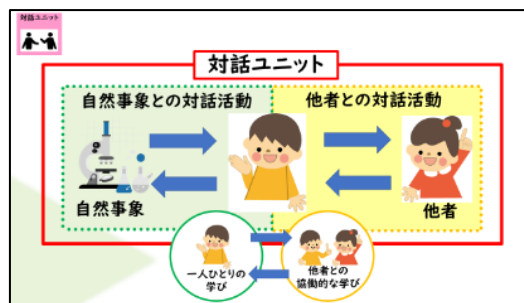 対話ユニット
対話ユニット
自然事象との対話活動
他者との対話活動
自然事象
他者
一人ひとりの
学び
他者との
協働的な学び